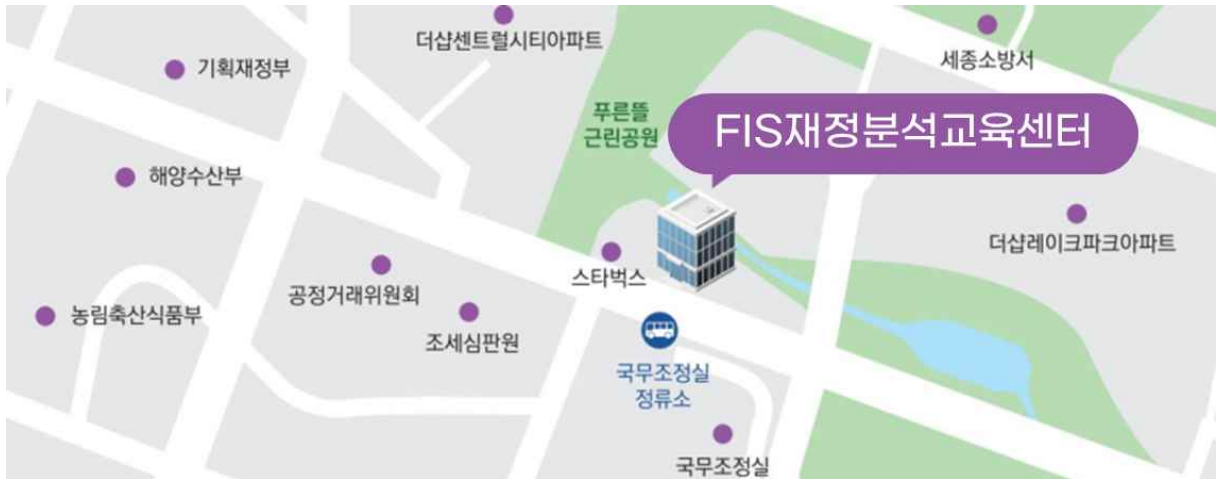 더샵센트럴시티아파트
세종소방서
기획재정부
푸른뜰
근린공원
FIS재정분석교육센터
해양수산부
더샵레이크파크아파트
스타벅스
공정거래위원회
농림축산식품부
조세심판원
국무조정실
정류소
국무조정실